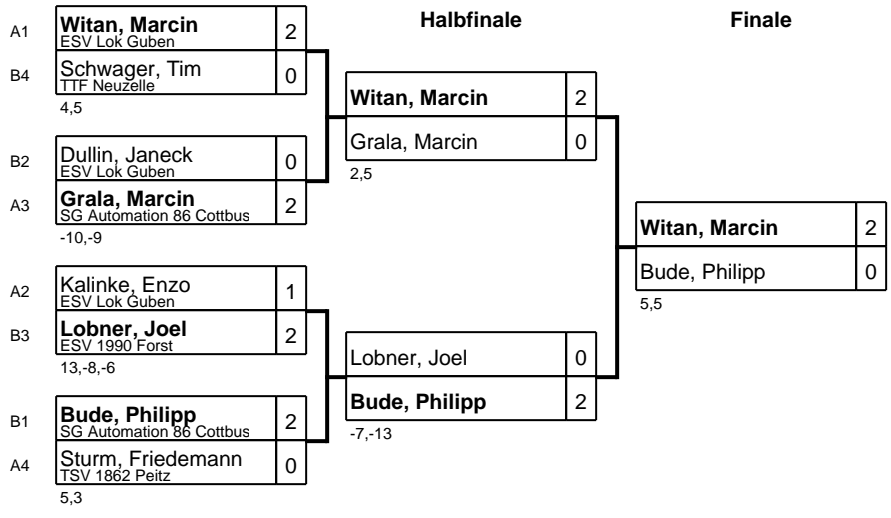 Halbfinale
Finale
A1
Witan, Marcin
2
ESV Lok Guben
B4
Schwager, Tim
0
TTF Neuzelle
4,5
B2
Dullin, Janeck
0
ESV Lok Guben
A3
Grala, Marcin
2
SG Automation 86 Cottbus
-10,-9
A2
Kalinke, Enzo
1
ESV Lok Guben
B3
Lobner, Joel
2
ESV 1990 Forst
13,-8,-6
B1
Bude, Philipp
2
SG Automation 86 Cottbus
A4
Sturm, Friedemann
0
TSV 1862 Peitz
5,3
Witan, Marcin
2
Grala, Marcin
0
2,5
Lobner, Joel
0
Bude, Philipp
2
-7,-13
Witan, Marcin
2
Bude, Philipp
0
5,5